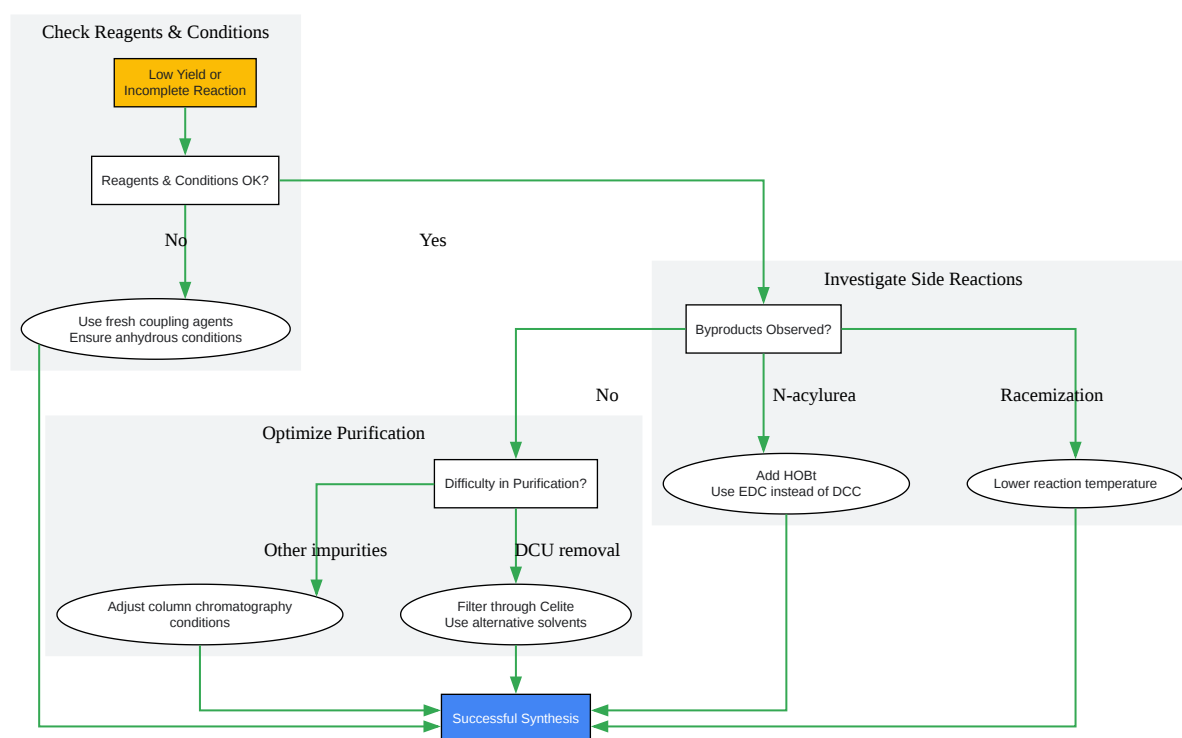 Check Reagents & Conditions
Low Yield or
Incomplete Reaction
Reagents & Conditions OK?
No
Yes
Use fresh coupling agents
Ensure anhydrous conditions
Investigate Side Reactions
Byproducts Observed?
No
N-acylurea
Racemization
Optimize Purification
Difficulty in Purification?
Add HOBt
Use EDC instead of DCC
Lower reaction temperature
Other impurities
DCU removal
Adjust column chromatography
conditions
Filter through Celite
Use alternative solvents
Successful Synthesis